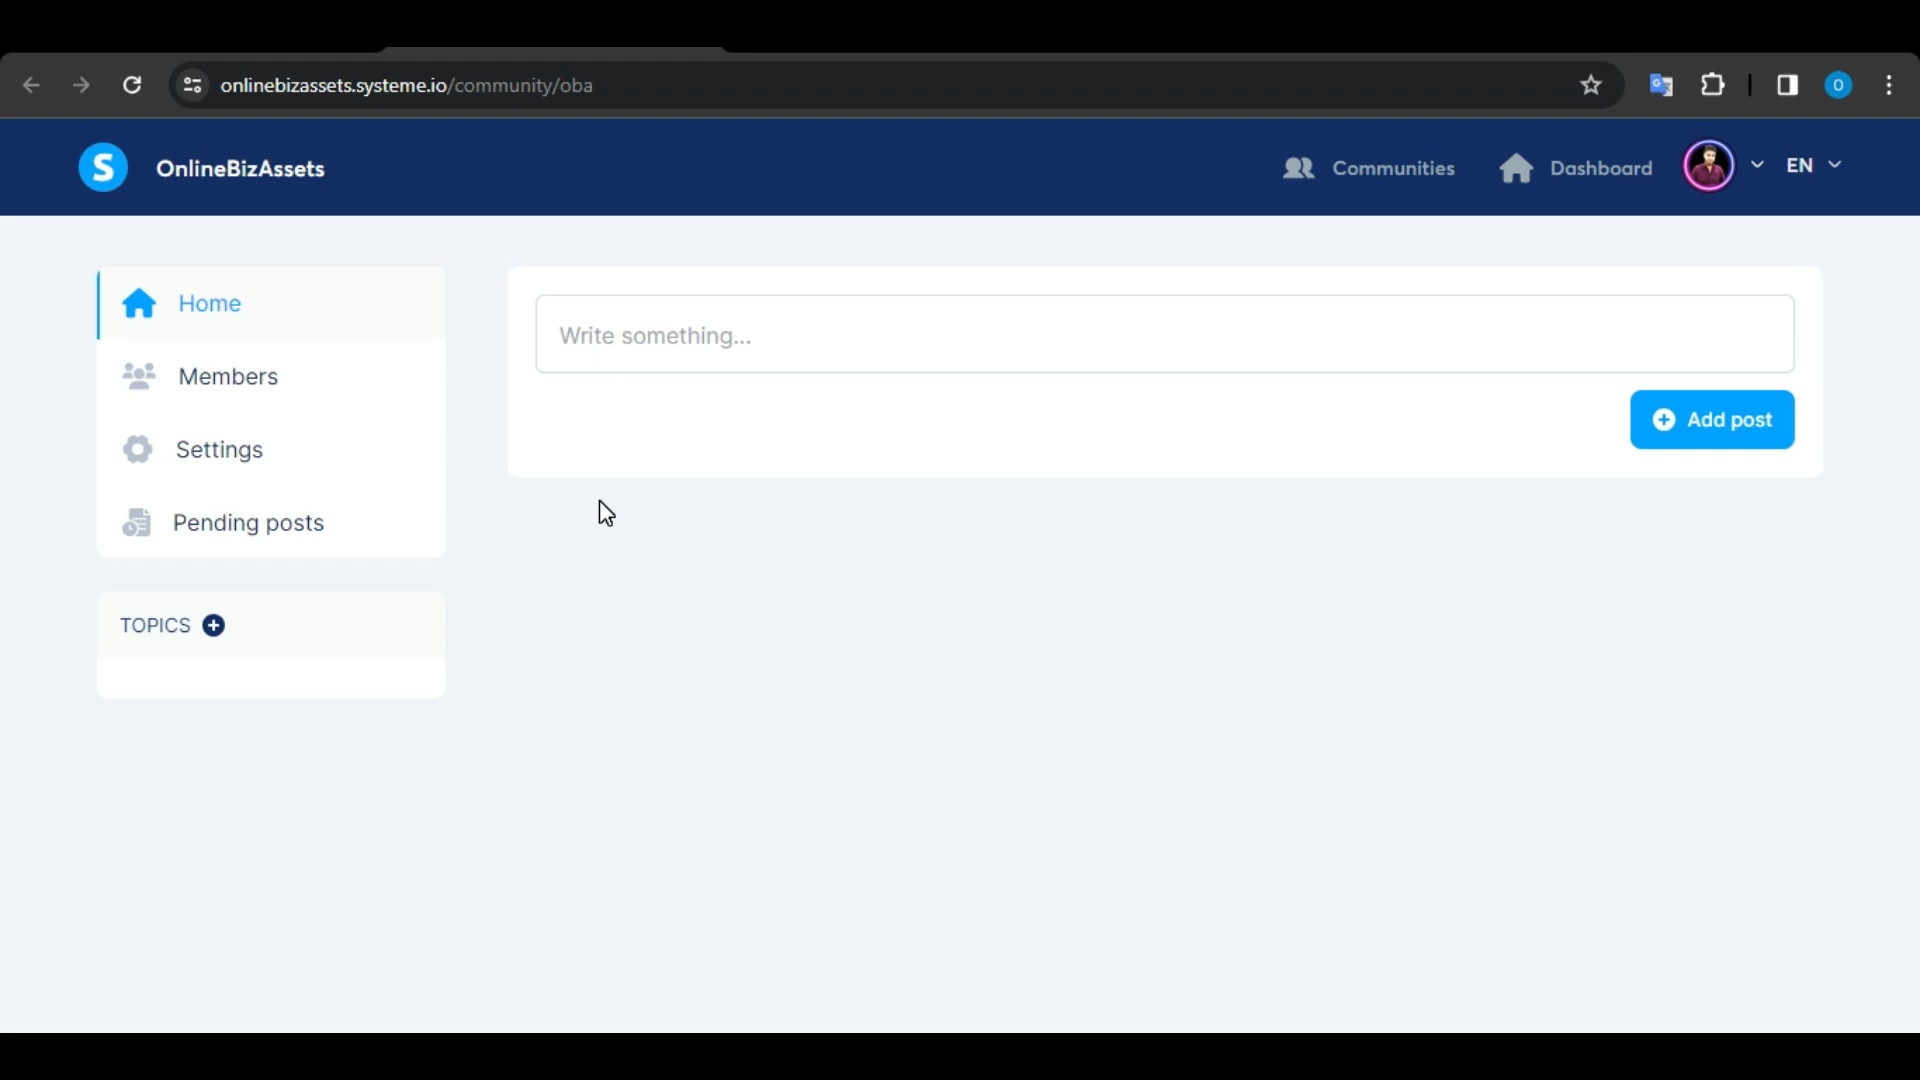 onlinebizassets.systeme.io/community/oba
O
S
OnlineBizAssets
Communities
Dashboard
EN
Home
Members
Settings
Pending posts
TOPICS
Write something...
Add post